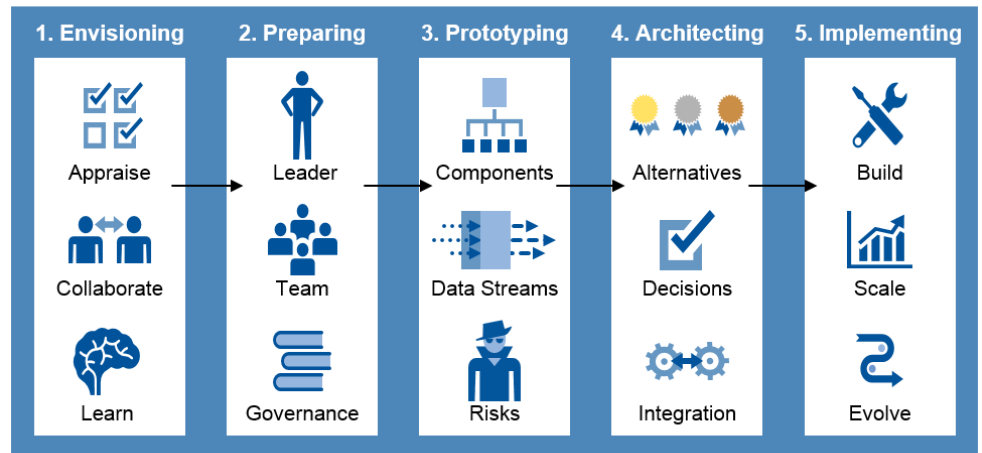 1. Envisioning
2. Preparing
3. Prototyping
4. Architecting
5. Implementing
Appraise
Leader
Components
Alternatives
Build
Collaborate
Team
Data Streams
Decisions
Scale
Learn
Governance
Risks
Integration
Evolve